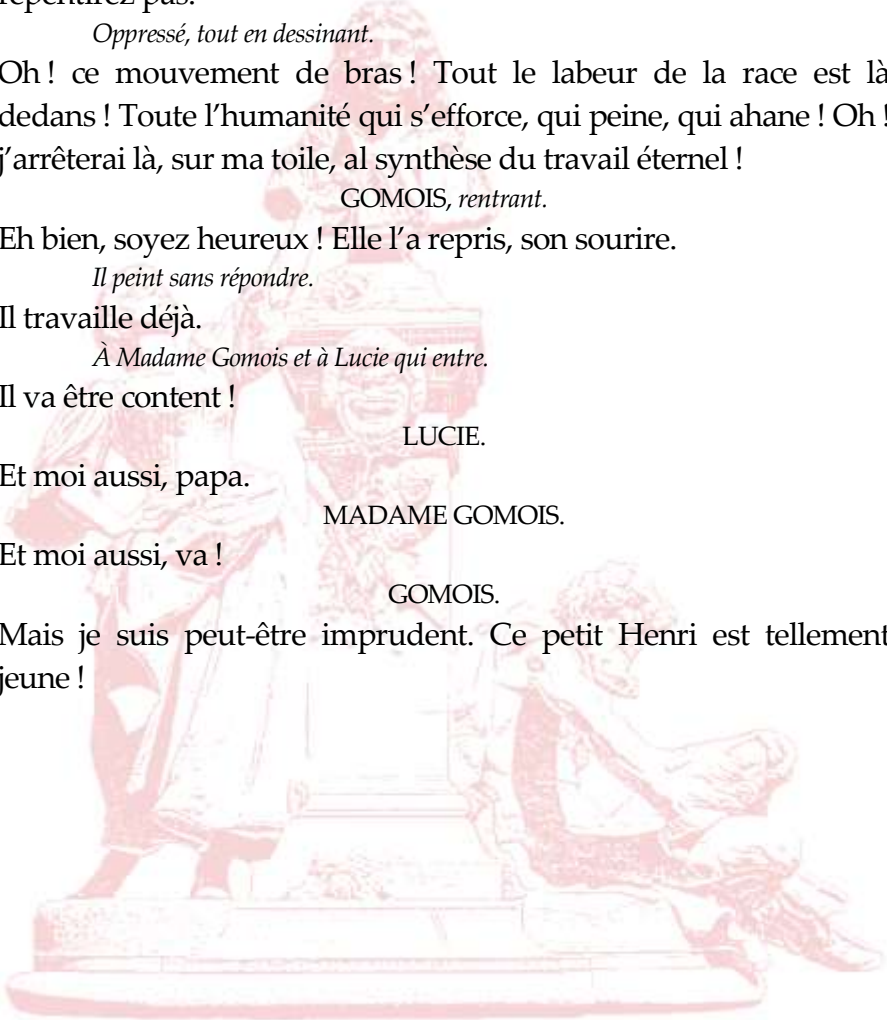 repentirez pas.
Oppressé, tout en dessinant.
Oh ! ce mouvement de bras ! Tout le labeur de la race est là
dedans ! Toute l’humanité qui s’efforce, qui peine, qui ahane ! Oh !
j’arrêterai là, sur ma toile, al synthèse du travail éternel !
GOMOIS, rentrant.
Eh bien, soyez heureux ! Elle l’a repris, son sourire.
Il peint sans répondre.
Il travaille déjà.
À Madame Gomois et à Lucie qui entre.
Il va être content !
LUCIE.
Et moi aussi, papa.
MADAME GOMOIS.
Et moi aussi, va !
GOMOIS.
Mais je suis peut-être imprudent. Ce petit Henri est tellement
jeune !